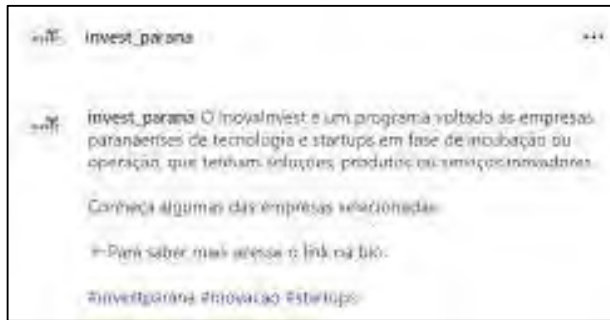 invest_parana
invest_parana O InovaInvest é um programa voltado às empresas
paranaenses de tecnologia e startups em fase de incubação ou
operação, que tenham soluções, produtos ou serviços inovadores.
Conheça algumas das empresas selecionadas
Para saber mais acesse o link na bio.
#investparana #inovacao #startups